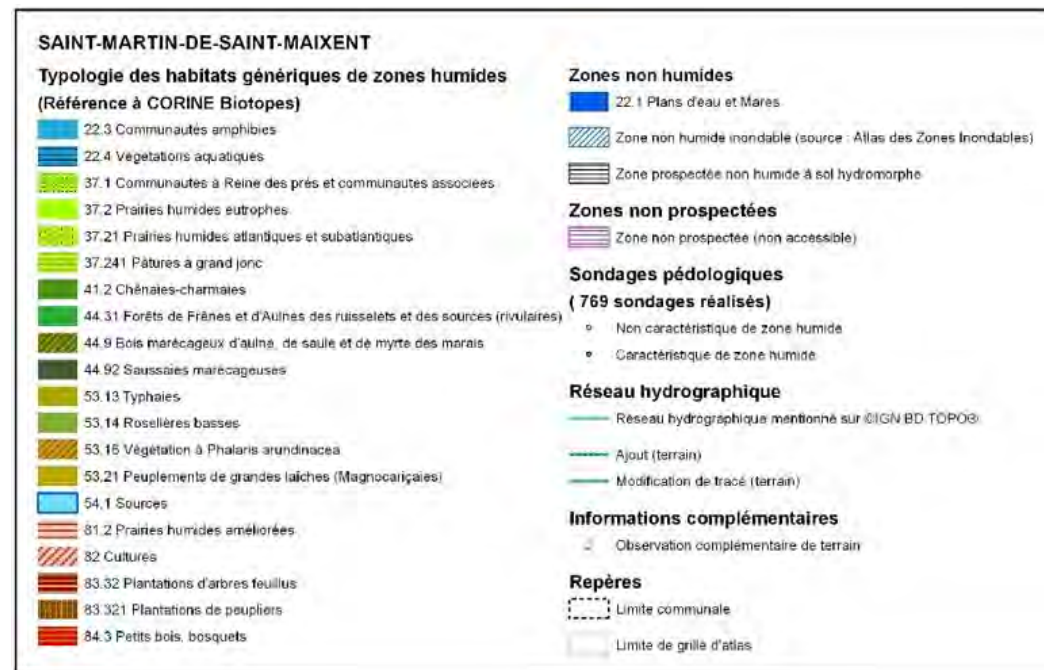 SAINT-MARTIN-DE-SAINT-MAIXENT
Typologie des habitats génériques de zones humides
(Référence à CORINE Biotopes)
22.3 Communautés amphibies
22.4 Végétations aquatiques
37.1 Communautés à Reine des prés et communautés associées
37.2 Prairies humides eutrophes
37.21 Prairies humides atlantiques et subatlantiques
37.241 Pâtures à grand jonc
41.2 Chênaies-charmaies
44.31 Forêts de Frênes et d'Aulnes des ruisselets et des sources (rivulaires)
44.9 Bois marécageux d'aulne, de saule et de myrte des marais
44.92 Saussaies marécageuses
53.13 Typhaies
53.14 Roselières basses
53.16 Végétation à Phalaris arundinacea
53.21 Peuplements de grandes laîches (Magnocariçaies)
54.1 Sources
81.2 Prairies humides améliorées
82 Cultures
83.32 Plantations d'arbres feuillus
83.321 Plantations de peupliers
84.3 Petits bois, bosquets
Zones non humides
22.1 Plans d'eau et Mares
Zone non humide inondable (source : Atlas des Zones Inondables)
Zone prospectée non humide à sol hydromorphe
Zones non prospectées
Zone non prospectée (non accessible)
Sondages pédologiques
( 769 sondages réalisés)
Non caractéristique de zone humide
Caractéristique de zone humide
Réseau hydrographique
Réseau hydrographique mentionné sur ©IGN BD TOPO®
Ajout (terrain)
Modification de tracé (terrain)
Informations complémentaires
Observation complémentaire de terrain
Repères
Limite communale
Limite de grille d'atlas